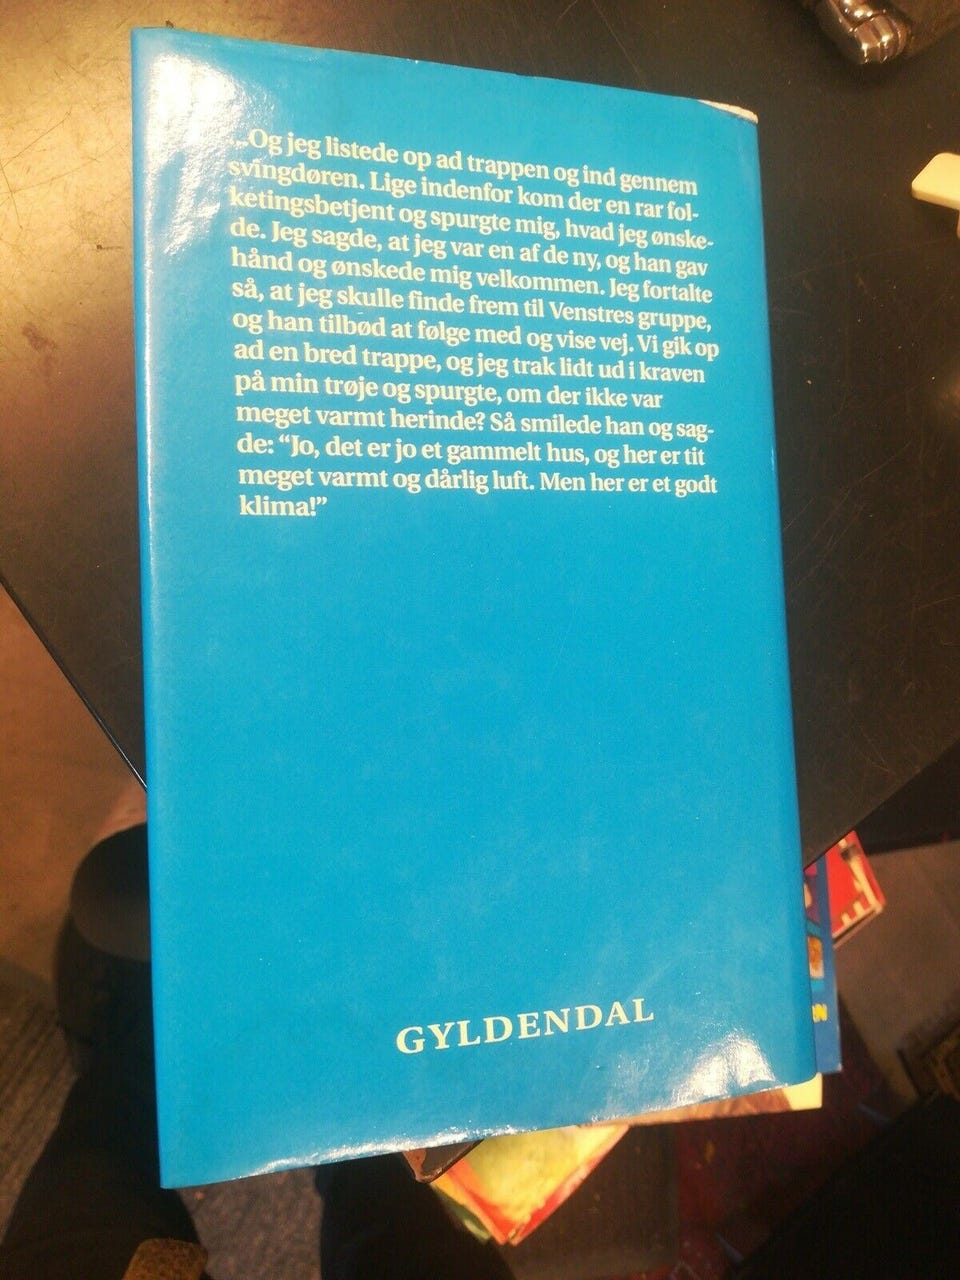 „Og jeg listede op ad trappen og ind gennem
svingdøren. Lige indenfor kom der en rar fol-
ketingsbetjent og spurgte mig, hvad jeg ønske-
de. Jeg sagde, at jeg var en af de ny, og han gav
hånd og ønskede mig velkommen. Jeg fortalte
så, at jeg skulle finde frem til Venstres gruppe,
og han tilbød at følge med og vise vej. Vi gik op
ad en bred trappe, og jeg trak lidt ud i kraven
på min trøje og spurgte, om der ikke var
meget varmt herinde? Så smilede han og sag-
de: “Jo, det er jo et gammelt hus, og her er tit
meget varmt og dårlig luft. Men her er et godt
klima!”
GYLDENDAL